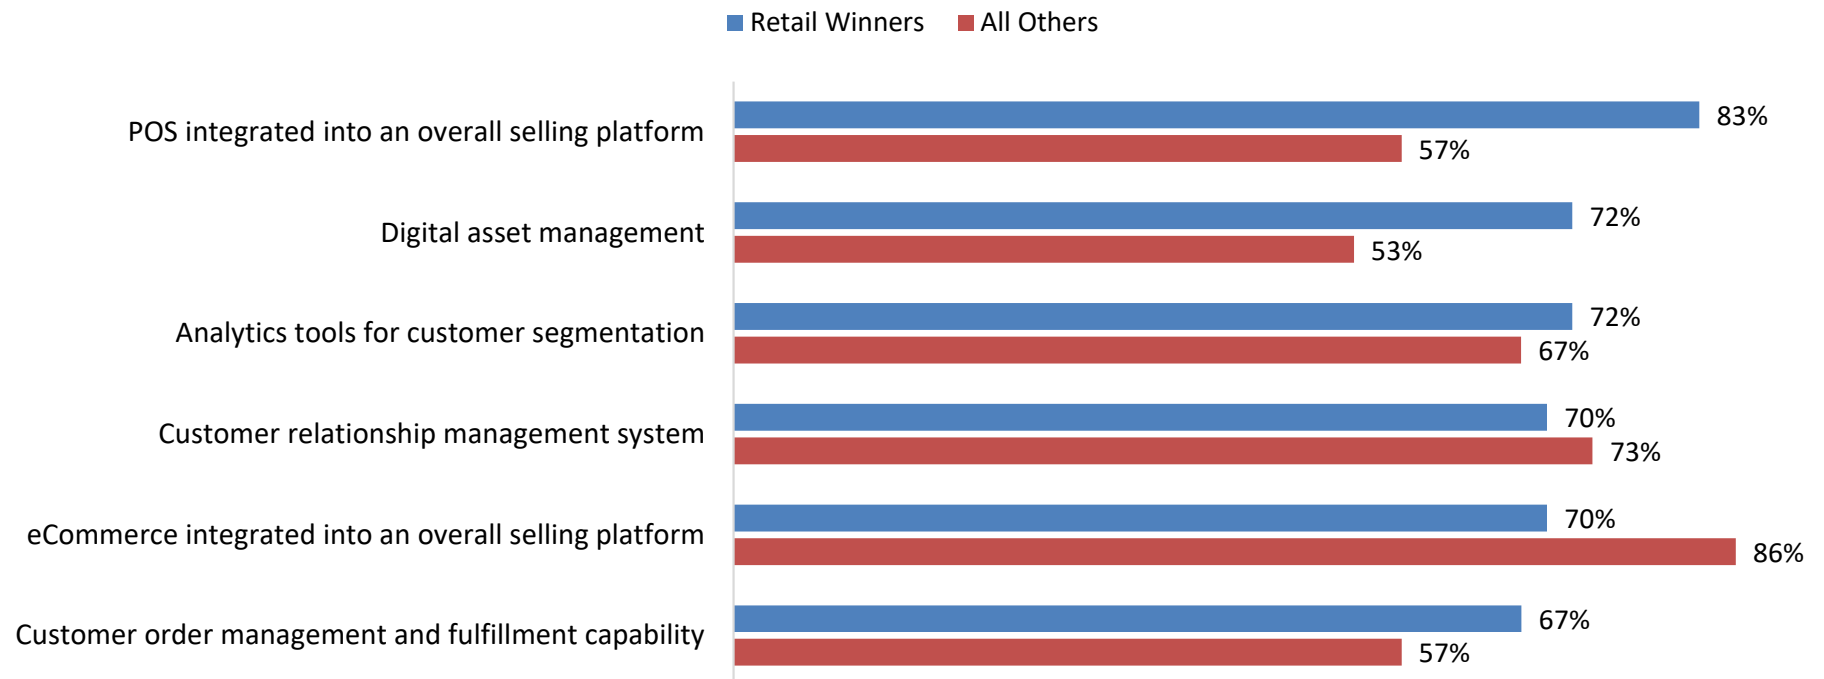 Retail Winners All Others
POS integrated into an overall selling platform
83%
57%
Digital asset management
72%
53%
Analytics tools for customer segmentation
72%
67%
Customer relationship management system
70%
73%
eCommerce integrated into an overall selling platform
70%
86%
Customer order management and fulfillment capability
67%
57%